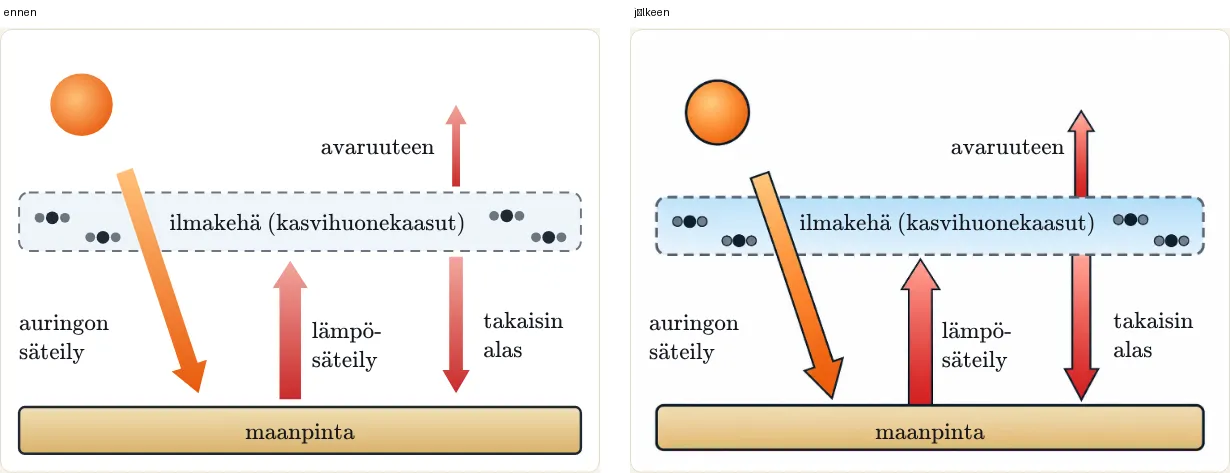 ennen
avaruuteen
ilmakehä (kasvihuonekaasut)
auringon
säteily
lämpö-
säteily
takaisin
alas
maanpinta
jälkeen
avaruuteen
ilmakehä (kasvihuonekaasut)
auringon
säteily
lämpö-
säteily
takaisin
alas
maanpinta